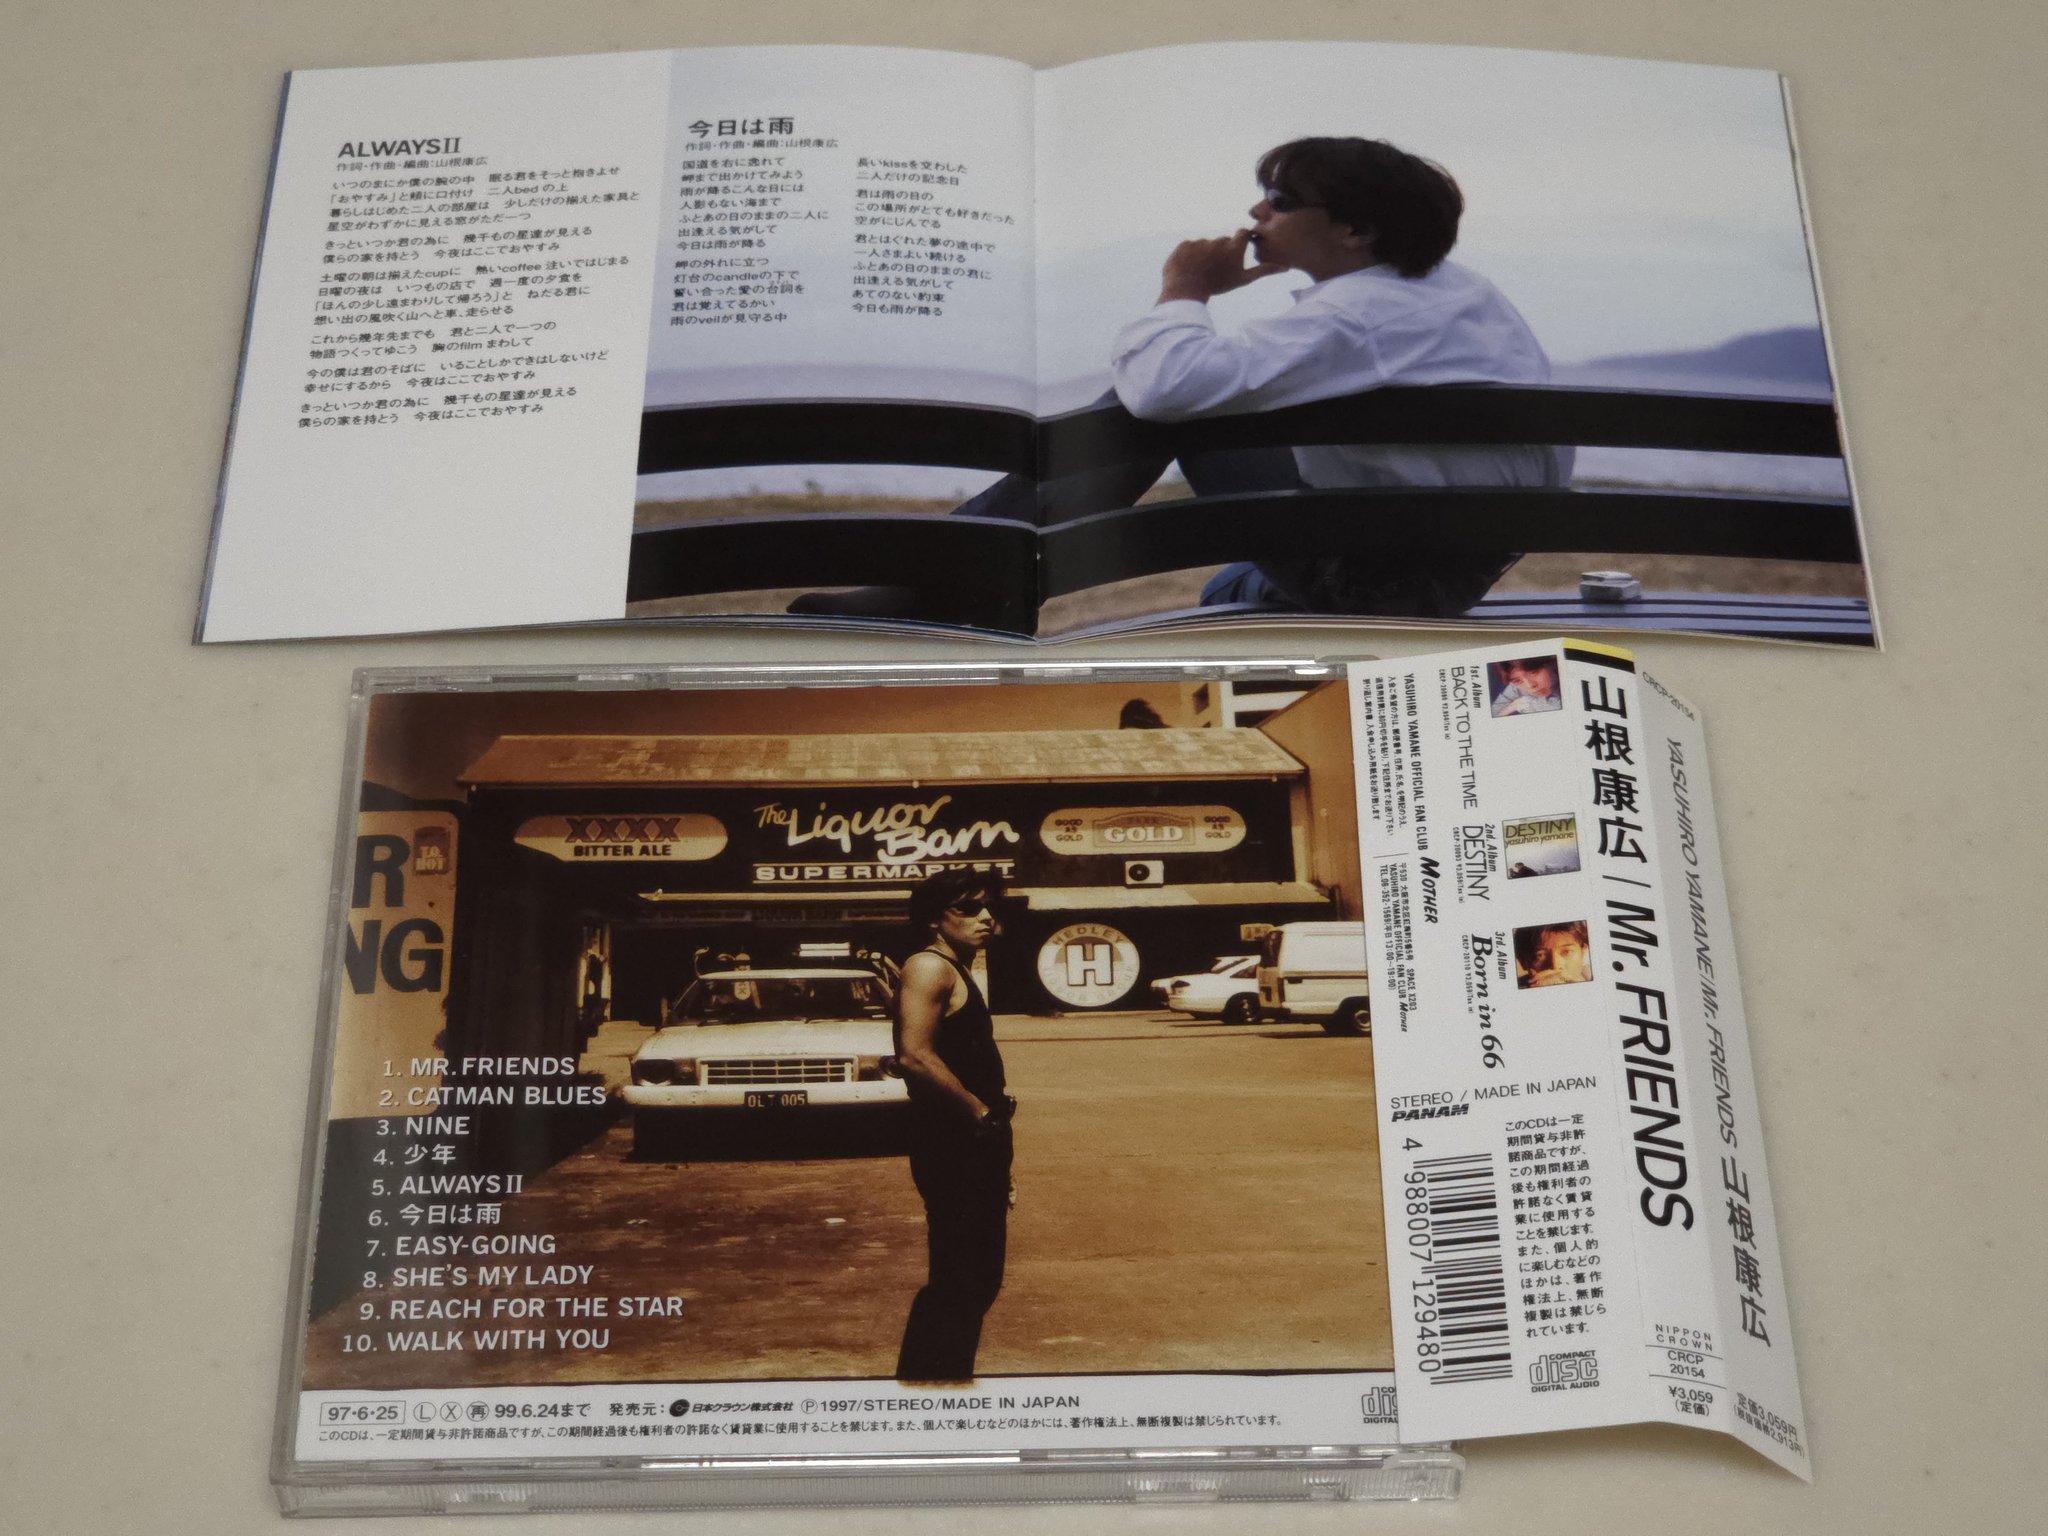 ALWAYSⅡ
作詞・作曲・編曲:山根康広
いつのまにか僕の腕の中　眠る君をそっと抱きよせ
「おやすみ」と頬に口付け　二人bedの上
暮らしはじめた二人の部屋は　少しだけの揃えた家具と
星空がわずかに見える窓がただ一つ
きっといつか君の為に　幾千もの星達が見える
僕らの家を持とう　今夜はここでおやすみ
土曜の朝は揃えたcupに　熱いcoffee注いではじまる
日曜の夜は　いつもの店で　週一度の夕食を
「ほんの少し遠まわりして帰ろう」と　ねだる君に
想い出の風吹く山へと車、走らせる
これから幾年先までも　君と二人で一つの
物語つくってゆこう　胸のfilmまわして
今の僕は君のそばに　いることしかできはしないけど
幸せにするから　今夜はここでおやすみ
きっといつか君の為に　幾千もの星達が見える
僕らの家を持とう　今夜はここでおやすみ
今日は雨
作詞・作曲・編曲:山根康広
国道を右に逸れて
岬まで出かけてみよう
雨が降るこんな日には
人影もない海まで
ふとあの日のままの二人に
出逢える気がして
今日は雨が降る
岬の外れに立つ
灯台のcandleの下で
誓い合った愛の台詞を
君は覚えてるかい
雨のveilが見守る中
長いkissを交わした
二人だけの記念日
君は雨の日の
この場所がとても好きだった
空がにじんでる
君とはぐれた夢の途中で
一人さまよい続ける
ふとあの日のままの君に
出逢える気がして
あてのない約束
今日も雨が降る
R
NG
XXXX
BITTER ALE
The Liquor
Barn
SUPERMARKET
GOOD
AS
GOLD
GOLD
GOOD
AS
GOLD
HEDLEY
H
OLT 005
1. MR.FRIENDS
2. CATMAN BLUES
3. NINE
4. 少年
5. ALWAYSⅡ
6. 今日は雨
7. EASY-GOING
8. SHE'S MY LADY
9. REACH FOR THE STAR
10. WALK WITH YOU
97・6・25 Ⓛ Ⓧ ㊢ 99.6.24まで 発売元:日本クラウン株式会社 Ⓟ1997/STEREO/MADE IN JAPAN
このCDは、一定期間貸与非許諾商品ですが、この期間経過後も権利者の許諾なく賃貸業に使用することを禁じます。また、個人で楽しむなどのほかには、著作権法上、無断複製は禁じられています。
1st. Album
BACK TO THE TIME
2nd. Album
DESTINY
DESTINY
yasuhiro yamane
3rd. Album
Born in 66
YASUHIRO YAMANE OFFICIAL FAN CLUB MOTHER
STEREO / MADE IN JAPAN
PANAM
4 988007 129480
このCDは一定
期間貸与非許
諾商品ですが、
この期間経過
後も権利者の
許諾なく賃貸
業に使用する
ことを禁じます。
また、個人的
に楽しむなどの
ほかは、著作
権法上、無断
複製は禁じら
れています。
COMPACT
disc
DIGITAL AUDIO
山根康広/Mr.FRIENDS
NIPPON
CROWN
CRCP
20154
¥3,059
(定価)
CRCP-20154
YASUHIRO YAMANE/Mr. FRIENDS 山根康広
定価3,059円
(税抜価格2,913円)